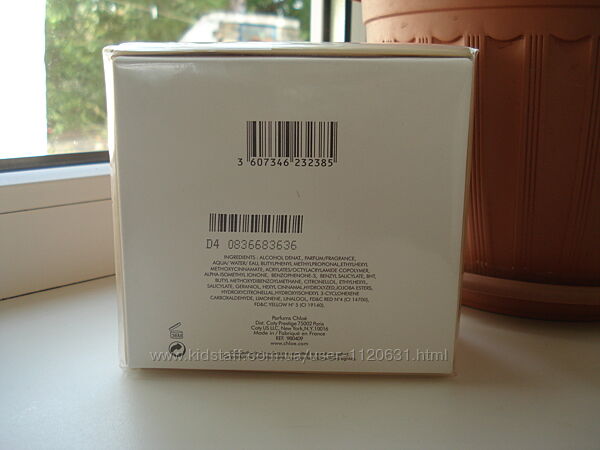 3 607346 232385
D4 0836683636
INGREDIENTS : ALCOHOL DENAT., PARFUM/FRAGRANCE,
AQUA/ WATER/ EAU, BUTYLPHENYL METHYLPROPIONAL, ETHYLHEXYL
METHOXYCINNAMATE, ACRYLATES/OCTYLACRYLAMIDE COPOLYMER,
ALPHA ISOMETHYL IONONE, BENZOPHENONE-3, BENZYL SALICYLATE, BHT,
BUTYL METHOXYDIBENZOYLMETHANE, CITRONELLOL, ETHYLHEXYL
SALICYLATE, GERANIOL, HEXYL CINNAMAL, HYDROLYZED JOJOBA ESTERS,
HYDROXYCITRONELLAL, HYDROXYISOHEXYL 3-CYCLOHEXENE
CARBOXALDEHYDE, LIMONENE, LINALOOL, FD&C RED N°4 (CI 14700),
FD&C YELLOW N° 5 (CI 19140).
Parfums Chloé
Dist. Coty Prestige 75002 Paris
Coty US LLC, New York, N.Y. 10016
Made in / Fabriqué en France
REF. 980409
www.chloe.com
www.kidstaff.com.ua/user-1120631.html